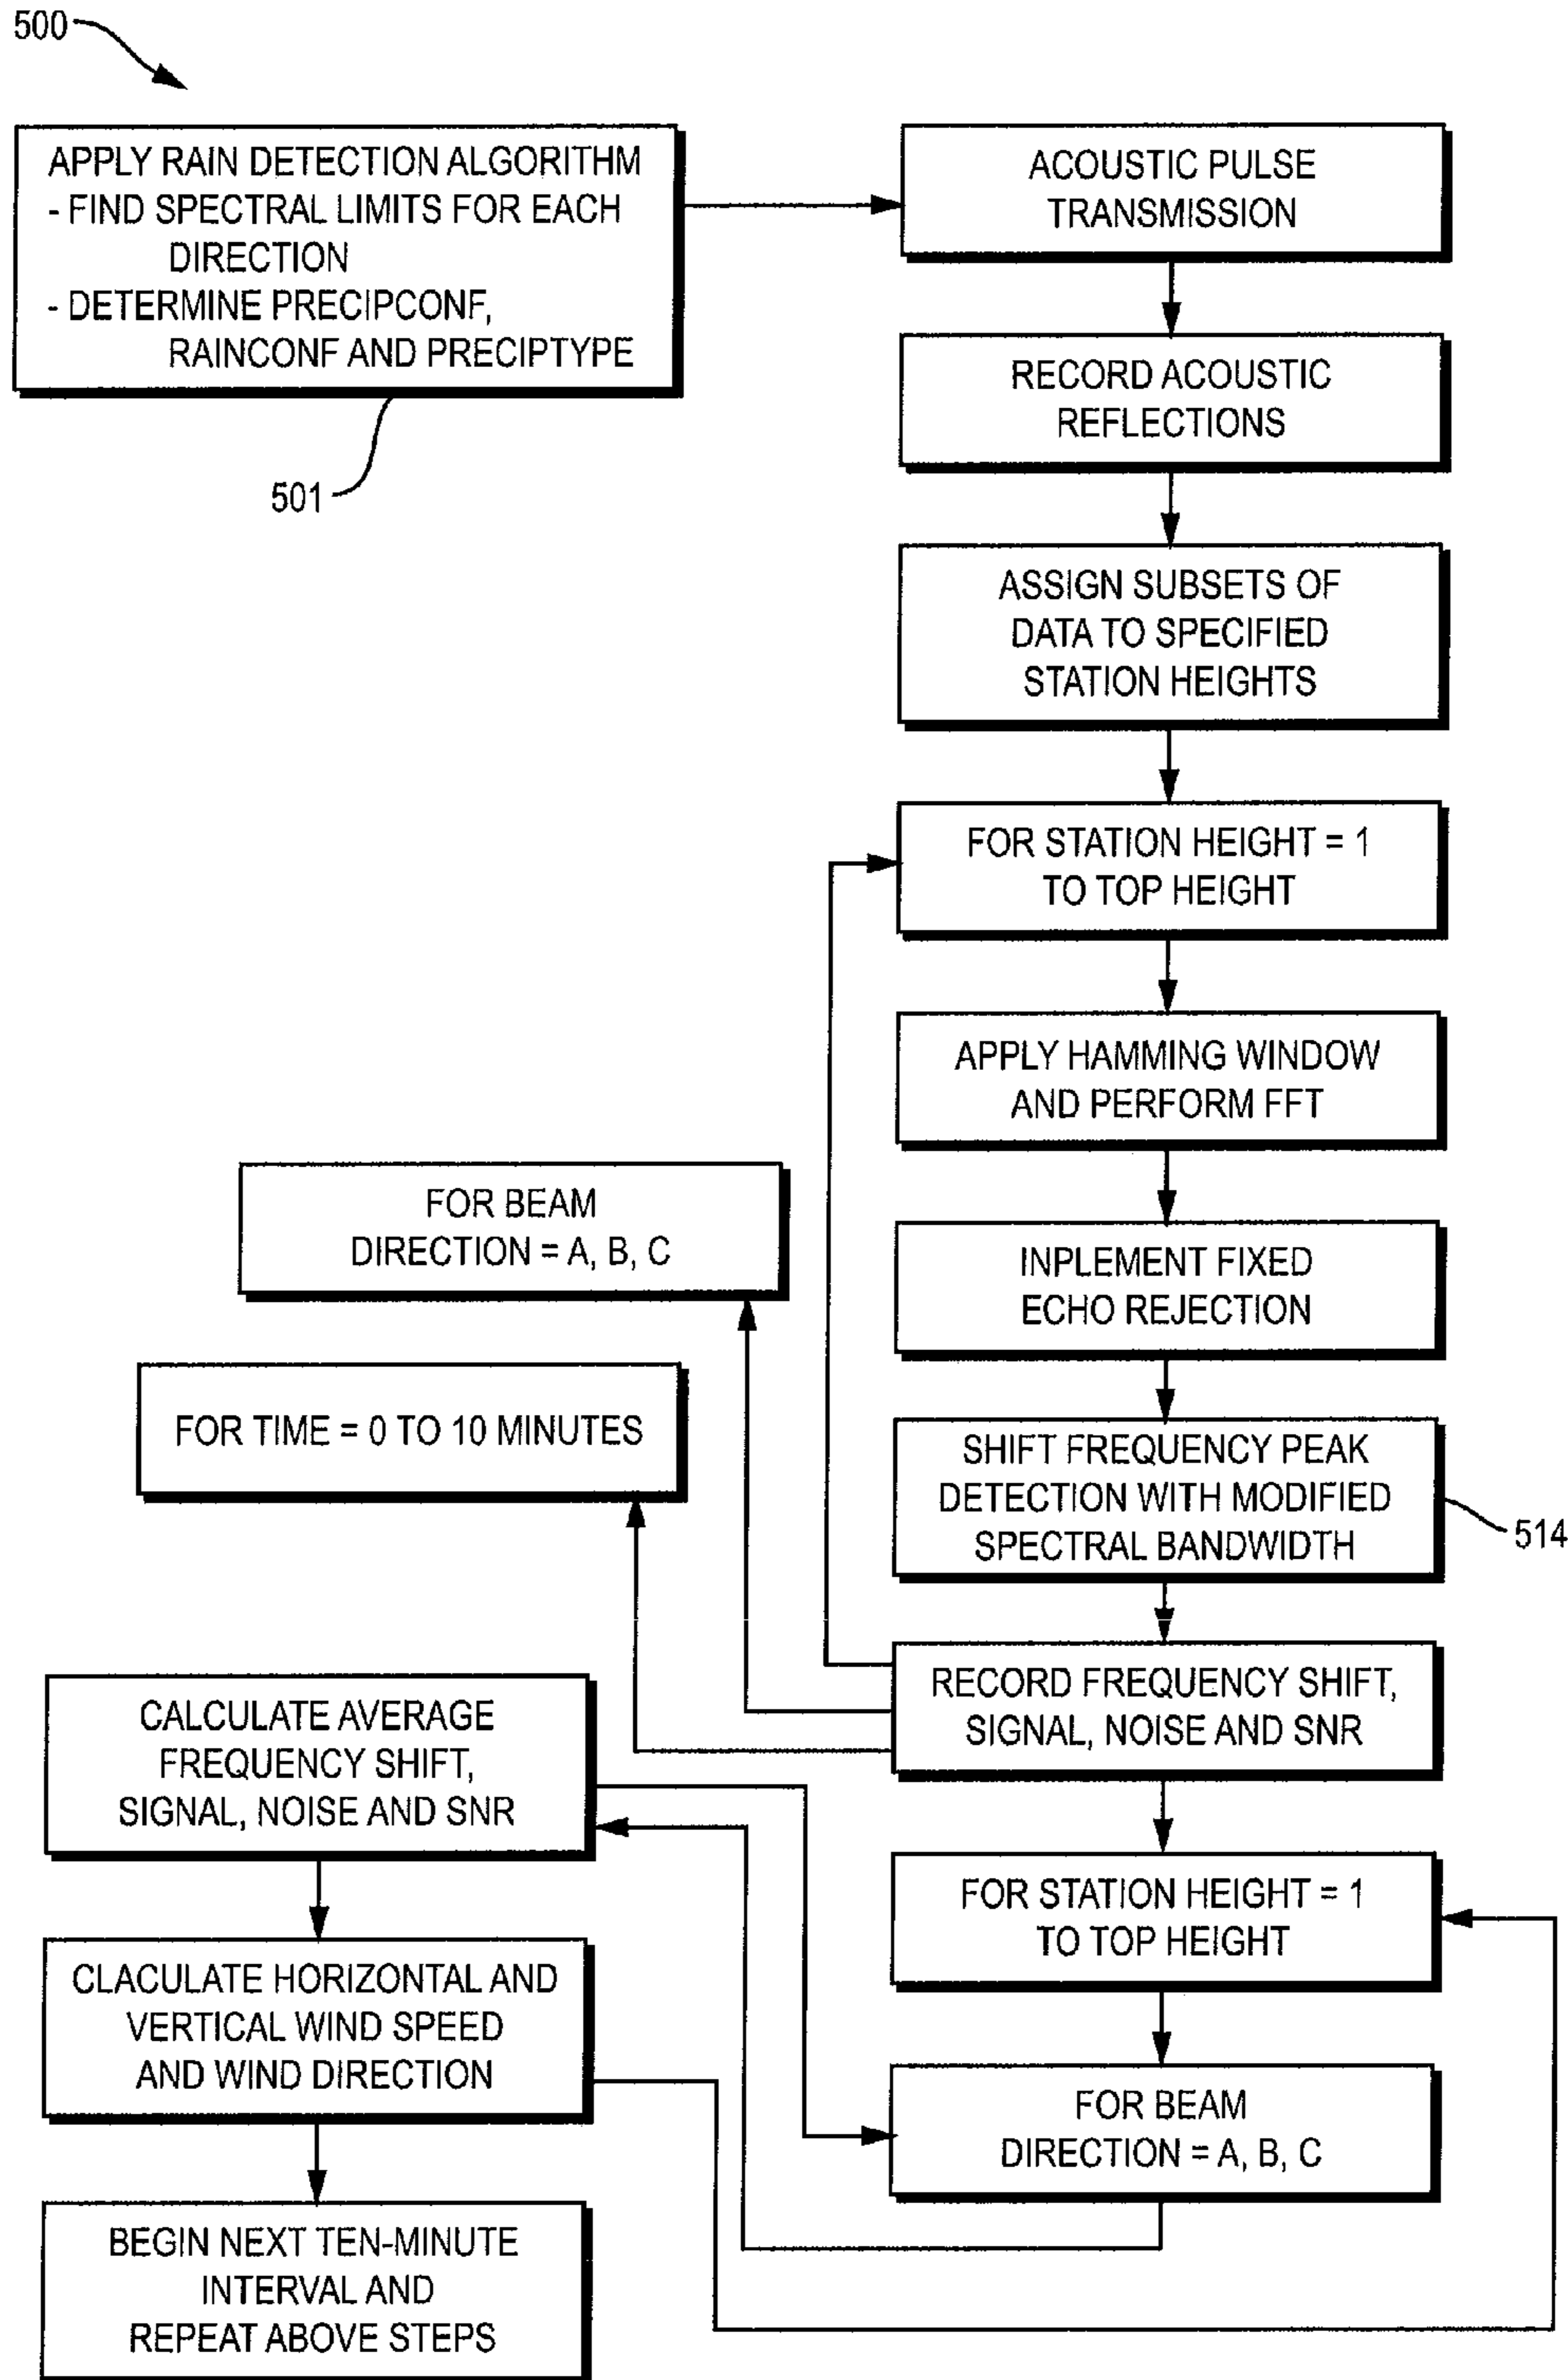 500
APPLY RAIN DETECTION ALGORITHM
- FIND SPECTRAL LIMITS FOR EACH
DIRECTION
- DETERMINE PRECIPCONF,
RAINCONF AND PRECIPTYPE
501
ACOUSTIC PULSE
TRANSMISSION
RECORD ACOUSTIC
REFLECTIONS
ASSIGN SUBSETS OF
DATA TO SPECIFIED
STATION HEIGHTS
FOR STATION HEIGHT = 1
TO TOP HEIGHT
APPLY HAMMING WINDOW
AND PERFORM FFT
INPLEMENT FIXED
ECHO REJECTION
SHIFT FREQUENCY PEAK
DETECTION WITH MODIFIED
SPECTRAL BANDWIDTH
514
RECORD FREQUENCY SHIFT,
SIGNAL, NOISE AND SNR
FOR BEAM
DIRECTION = A, B, C
FOR TIME = 0 TO 10 MINUTES
FOR STATION HEIGHT = 1
TO TOP HEIGHT
FOR BEAM
DIRECTION = A, B, C
CALCULATE AVERAGE
FREQUENCY SHIFT,
SIGNAL, NOISE AND SNR
CLACULATE HORIZONTAL AND
VERTICAL WIND SPEED
AND WIND DIRECTION
BEGIN NEXT TEN-MINUTE
INTERVAL AND
REPEAT ABOVE STEPS